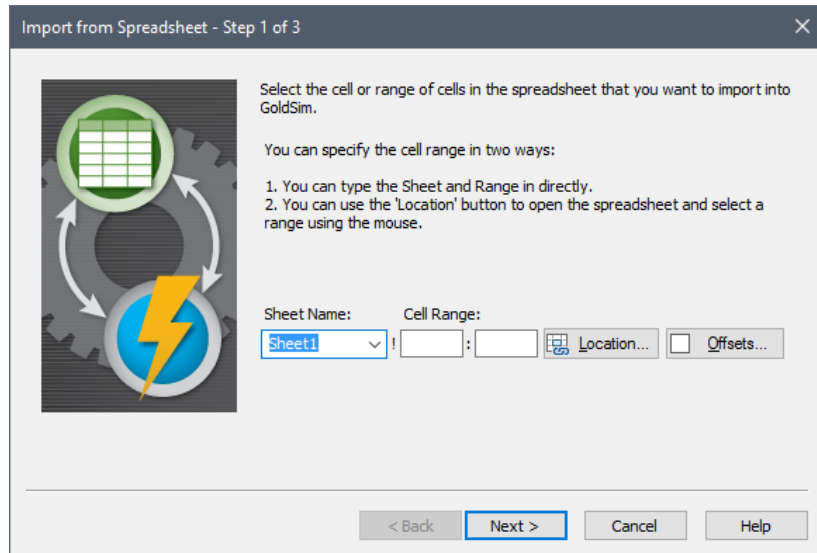 Import from Spreadsheet - Step 1 of 3
Select the cell or range of cells in the spreadsheet that you want to import into
GoldSim.
You can specify the cell range in two ways:
1. You can type the Sheet and Range in directly.
2. You can use the 'Location' button to open the spreadsheet and select a
range using the mouse.
Sheet Name: Cell Range:
Sheet1 ! : Location... Offsets...
< Back Next > Cancel Help